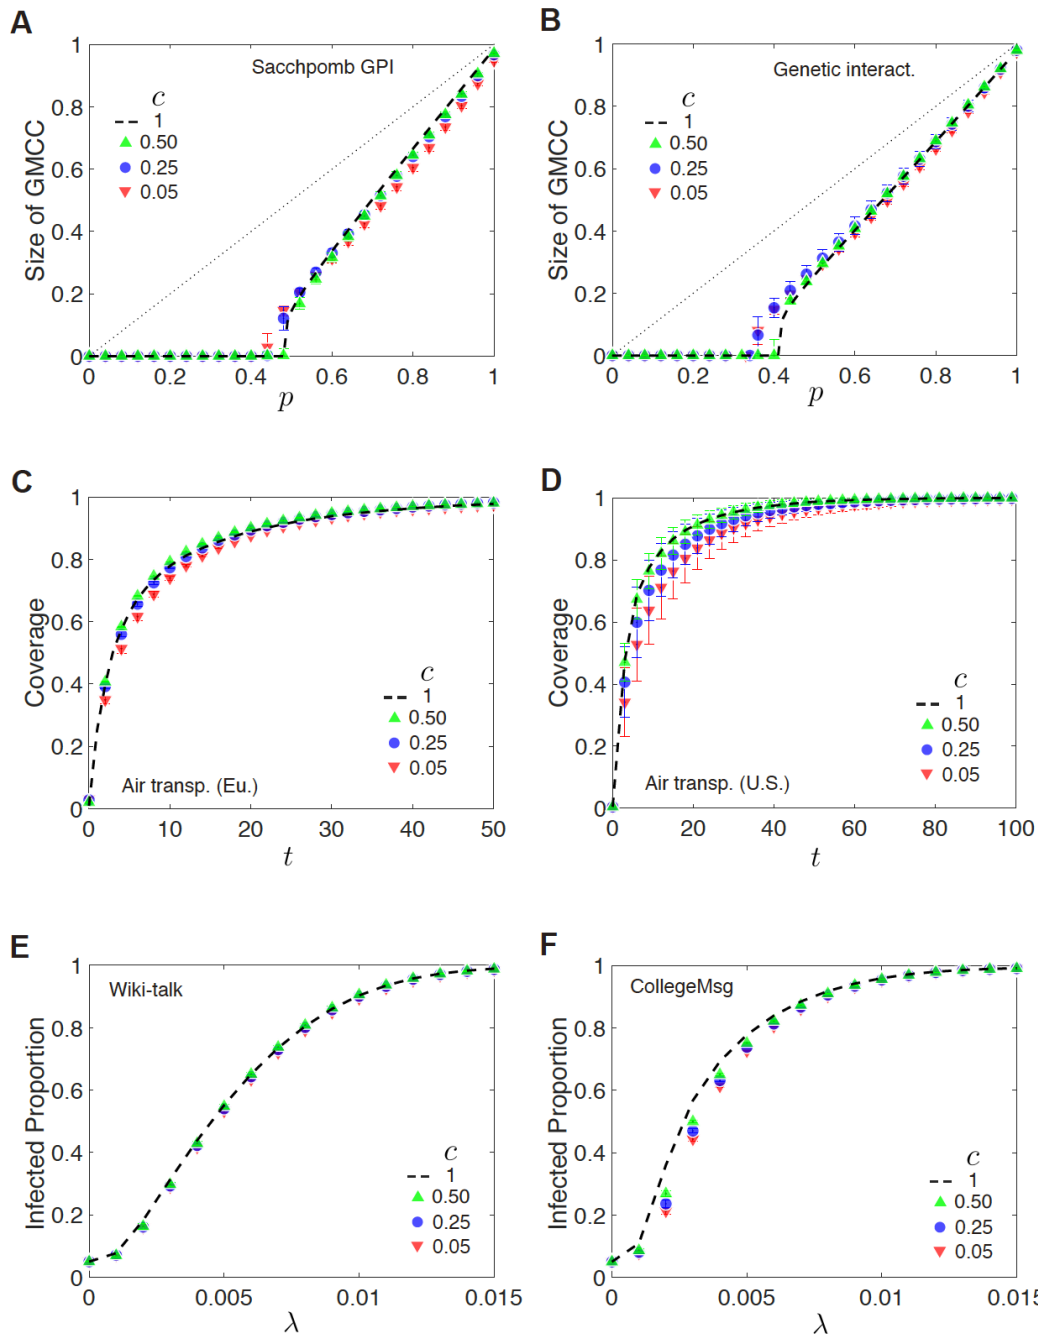 A
Size of GMCC
1
0.8
0.6
0.4
0.2
0
Sacchpomb GPI
c
1
0.50
0.25
0.05
0 0.2 0.4 0.6 0.8 1
p
B
Size of GMCC
1
0.8
0.6
0.4
0.2
0
Genetic interact.
c
1
0.50
0.25
0.05
0 0.2 0.4 0.6 0.8 1
p
C
Coverage
1
0.8
0.6
0.4
0.2
0
c
1
0.50
0.25
0.05
Air transp. (Eu.)
0 10 20 30 40 50
t
D
Coverage
1
0.8
0.6
0.4
0.2
0
c
1
0.50
0.25
0.05
Air transp. (U.S.)
0 20 40 60 80 100
t
E
Infected Proportion
1
0.8
0.6
0.4
0.2
0
Wiki-talk
c
1
0.50
0.25
0.05
0 0.005 0.01 0.015
λ
F
Infected Proportion
1
0.8
0.6
0.4
0.2
0
CollegeMsg
c
1
0.50
0.25
0.05
0 0.005 0.01 0.015
λ